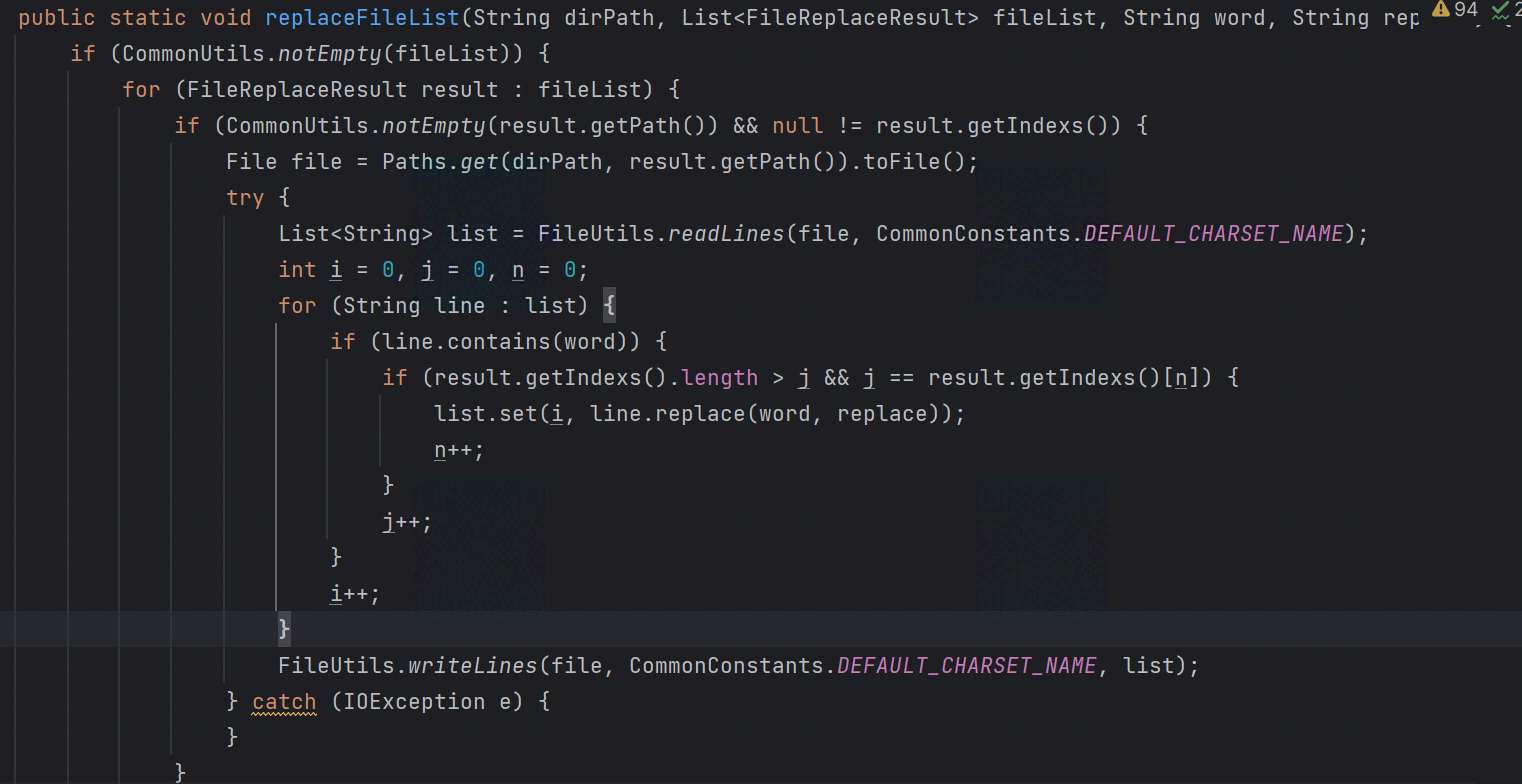 public static void replaceFileList(String dirPath, List<FileReplaceResult> fileList, String word, String rep 94 2
if (CommonUtils.notEmpty(fileList)) {
for (FileReplaceResult result : fileList) {
if (CommonUtils.notEmpty(result.getPath()) && null != result.getIndexs()) {
File file = Paths.get(dirPath, result.getPath()).toFile();
try {
List<String> list = FileUtils.readLines(file, CommonConstants.DEFAULT_CHARSET_NAME);
int i = 0, j = 0, n = 0;
for (String line : list) {
if (line.contains(word)) {
if (result.getIndexs().length > j && j == result.getIndexs()[n]) {
list.set(i, line.replace(word, replace));
n++;
}
j++;
}
i++;
}
FileUtils.writeLines(file, CommonConstants.DEFAULT_CHARSET_NAME, list);
} catch (IOException e) {
}
}